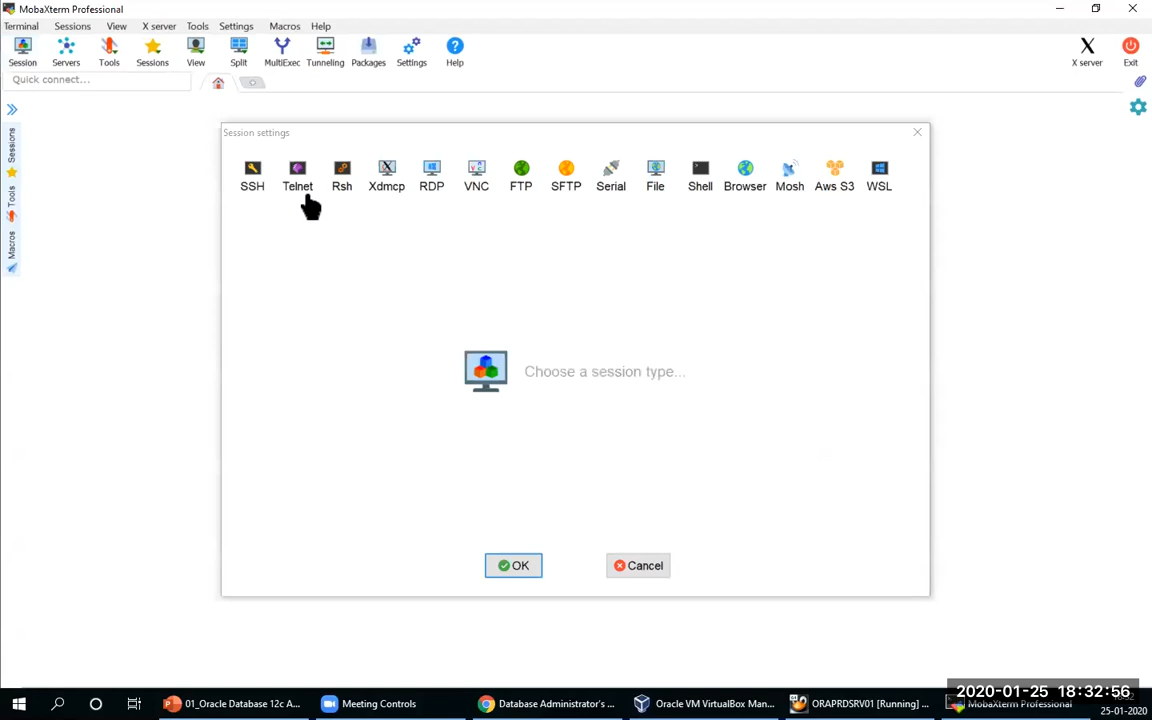 MobaXterm Professional
Terminal Sessions View X server Tools Settings Macros Help
Session Servers Tools Sessions View Split MultiExec Tunneling Packages Settings Help X server Exit
Quick connect...
Sessions
Tools
Macros
Session settings
SSH Telnet Rsh Xdmcp RDP VNC FTP SFTP Serial File Shell Browser Mosh Aws S3 WSL
Choose a session type...
OK Cancel
2020-01-25 18:32:56
01_Oracle Database 12c A... Meeting Controls Database Administrator's ... Oracle VM VirtualBox Man... ORAPRDSRV01 [Running] ... MobaXterm Professional
25-01-2020